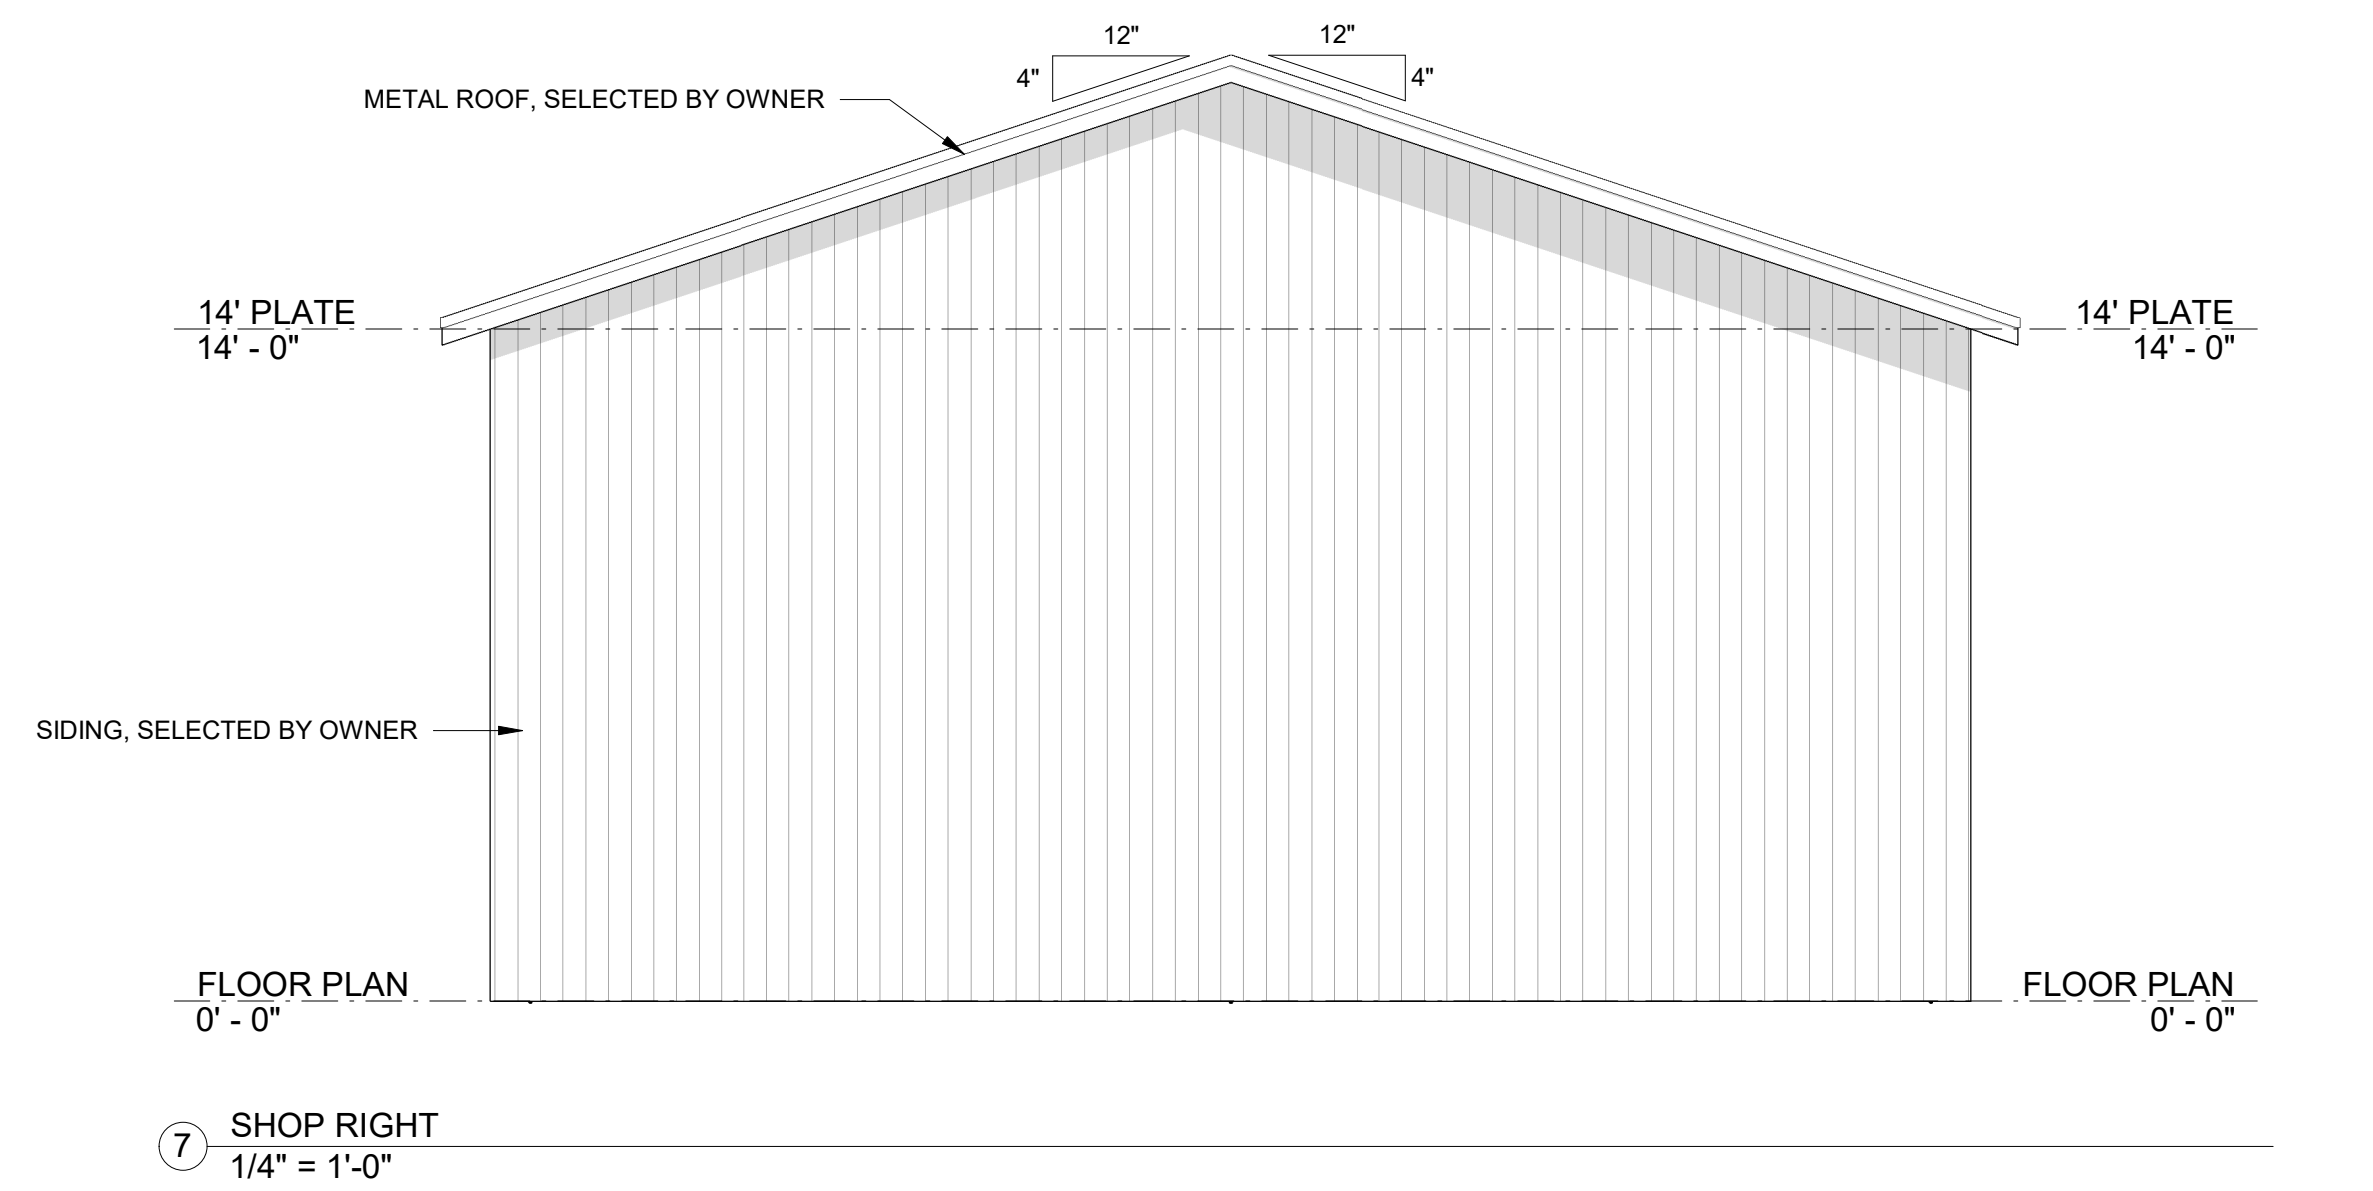 12"
12"
4"
4"
METAL ROOF, SELECTED BY OWNER
14' PLATE
14' - 0"
14' PLATE
14' - 0"
SIDING, SELECTED BY OWNER
FLOOR PLAN
0' - 0"
FLOOR PLAN
0' - 0"
7
SHOP RIGHT
1/4" = 1'-0"